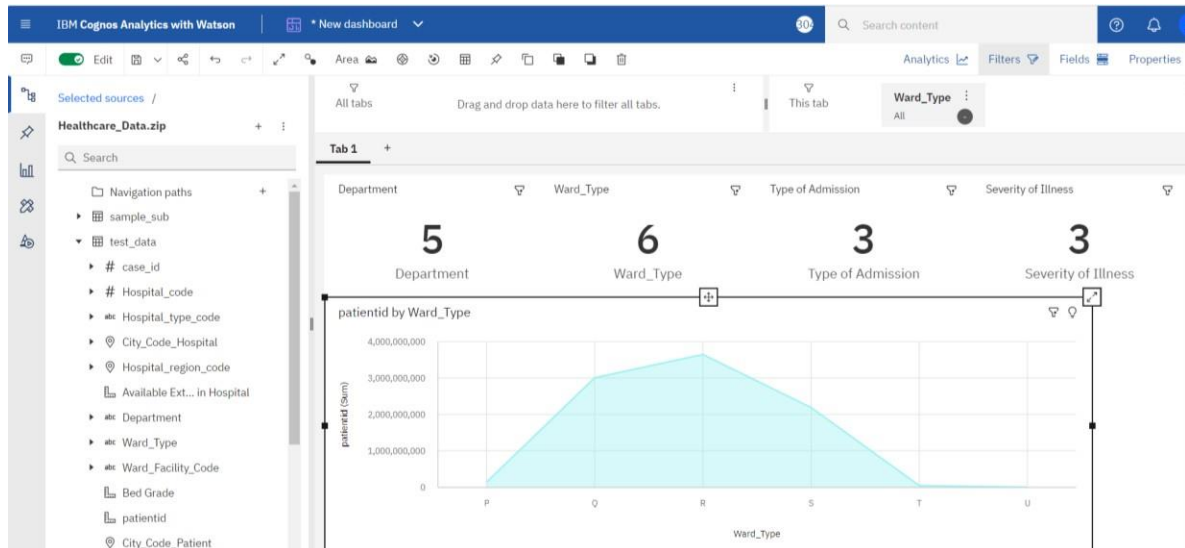 IBM Cognos Analytics with Watson
* New dashboard
Search content
Edit
Area
Analytics
Filters
Fields
Properties
Selected sources /
Healthcare_Data.zip
Search
Navigation paths
sample_sub
test_data
# case_id
# Hospital_code
abc Hospital_type_code
City_Code_Hospital
Hospital_region_code
Available Ext... in Hospital
abc Department
abc Ward_Type
abc Ward_Facility_Code
Bed Grade
patientid
City_Code_Patient
All tabs
Drag and drop data here to filter all tabs.
This tab
Ward_Type
All
Tab 1
Department
5
Department
Ward_Type
6
Ward_Type
Type of Admission
3
Type of Admission
Severity of Illness
3
Severity of Illness
patientid by Ward_Type
patientid (Sum)
4,000,000,000
3,000,000,000
2,000,000,000
1,000,000,000
0
P Q R S T U
Ward_Type